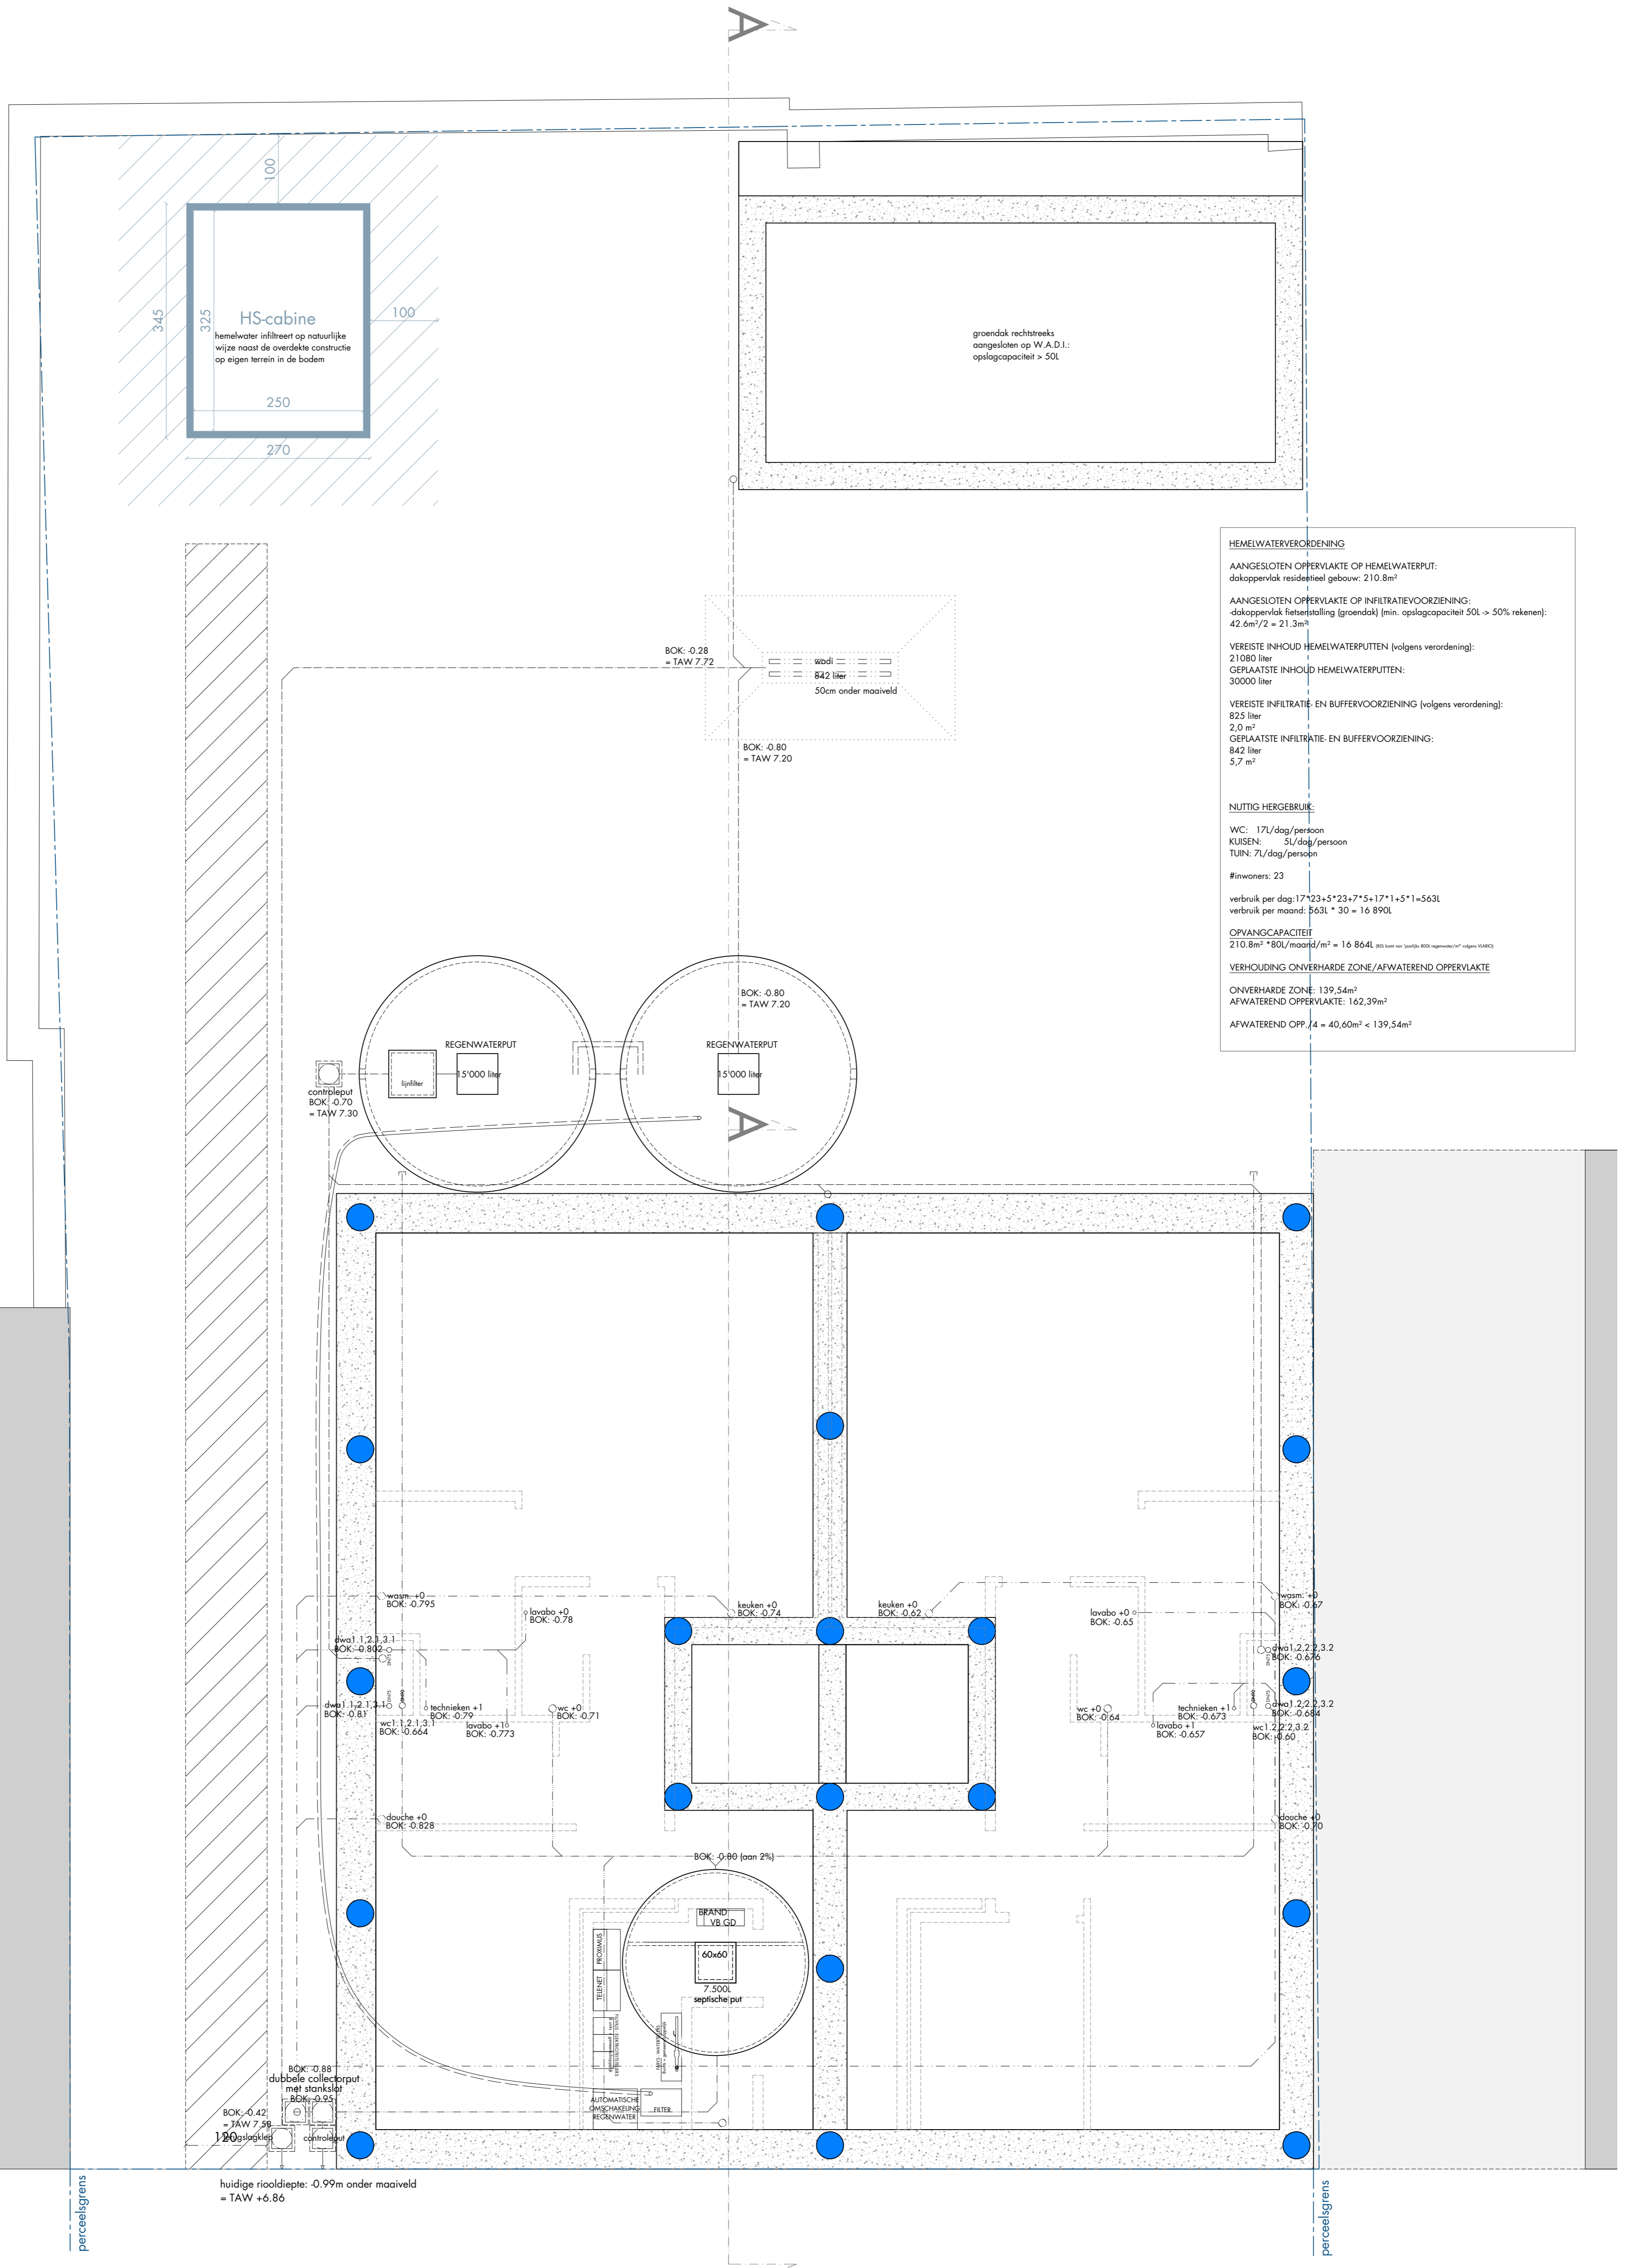 A
100
345
325
HS-cabine
100
hemelwater infiltreert op natuurlijke
wijze naast de overdekte constructie
op eigen terrein in de bodem
250
270
groendak rechtstreeks
aangesloten op W.A.D.I.:
opslagcapaciteit > 50L
HEMELWATERVERORDENING
AANGESLOTEN OPPERVLAKTE OP HEMELWATERPUT:
dakoppervlak residentieel gebouw: 210.8m²
AANGESLOTEN OPPERVLAKTE OP INFILTRATIEVOORZIENING:
-dakoppervlak fietsenstalling (groendak) (min. opslagcapaciteit 50L -> 50% rekenen):
42.6m²/2 = 21.3m²
VEREISTE INHOUD HEMELWATERPUTTEN (volgens verordening):
21080 liter
GEPLAATSTE INHOUD HEMELWATERPUTTEN:
30000 liter
VEREISTE INFILTRATIE- EN BUFFERVOORZIENING (volgens verordening):
825 liter
2,0 m²
GEPLAATSTE INFILTRATIE- EN BUFFERVOORZIENING:
842 liter
5,7 m²
NUTTIG HERGEBRUIK:
WC: 17L/dag/persoon
KUISEN: 5L/dag/persoon
TUIN: 7L/dag/persoon
#inwoners: 23
verbruik per dag:17*23+5*23+7*5+17*1+5*1=563L
verbruik per maand: 563L * 30 = 16 890L
OPVANGCAPACITEIT
210.8m² *80L/maand/m² = 16 864L (80L komt van "jaarlijks 800L regenwater/m²" volgens VLARIO)
VERHOUDING ONVERHARDE ZONE/AFWATEREND OPPERVLAKTE
ONVERHARDE ZONE: 139,54m²
AFWATEREND OPPERVLAKTE: 162,39m²
AFWATEREND OPP./4 = 40,60m² < 139,54m²
BOK: -0.28
= TAW 7.72
wadi
842 liter
50cm onder maaiveld
BOK: -0.80
= TAW 7.20
BOK: -0.80
= TAW 7.20
REGENWATERPUT
15'000 liter
lijnfilter
REGENWATERPUT
15'000 liter
controleput
BOK: -0.70
= TAW 7.30
A
wasm. +0
BOK: -0.795
keuken +0
BOK: -0.74
keuken +0
BOK: -0.62
wasm. +0
BOK: -0.67
lavabo +0
BOK: -0.78
lavabo +0
BOK: -0.65
dwa1.1,2.1,3.1
BOK: -0.802
DN75
dwa1.2,2.2,3.2
BOK: -0.676
DN75
dwa1.1,2.1,3.1
BOK: -0.81
DN75
DN90
technieken +1
BOK: -0.79
wc +0
BOK: -0.71
wc +0
BOK: -0.64
technieken +1
BOK: -0.673
DN90
DN75
dwa1.2,2.2,3.2
BOK: -0.684
wc1.1,2.1,3.1
BOK: -0.664
lavabo +1
BOK: -0.773
lavabo +1
BOK: -0.657
wc1.2,2.2,3.2
BOK: -0.60
douche +0
BOK: -0.828
douche +0
BOK: -0.70
BOK: -0.80 (aan 2%)
BRAND
VB GD
PROXIMUS
TELENET
60x60
7.500L
septische put
AUTOMATISCHE
OMSCHAKELING
REGENWATER
FILTER
BOK: -0.88
dubbele collectorput
met stankslot
BOK: -0.95
BOK: -0.42
= TAW 7.58
120
terugslagklep
controleput
huidige riooldiepte: -0.99m onder maaiveld
= TAW +6.86
perceelsgrens
perceelsgrens